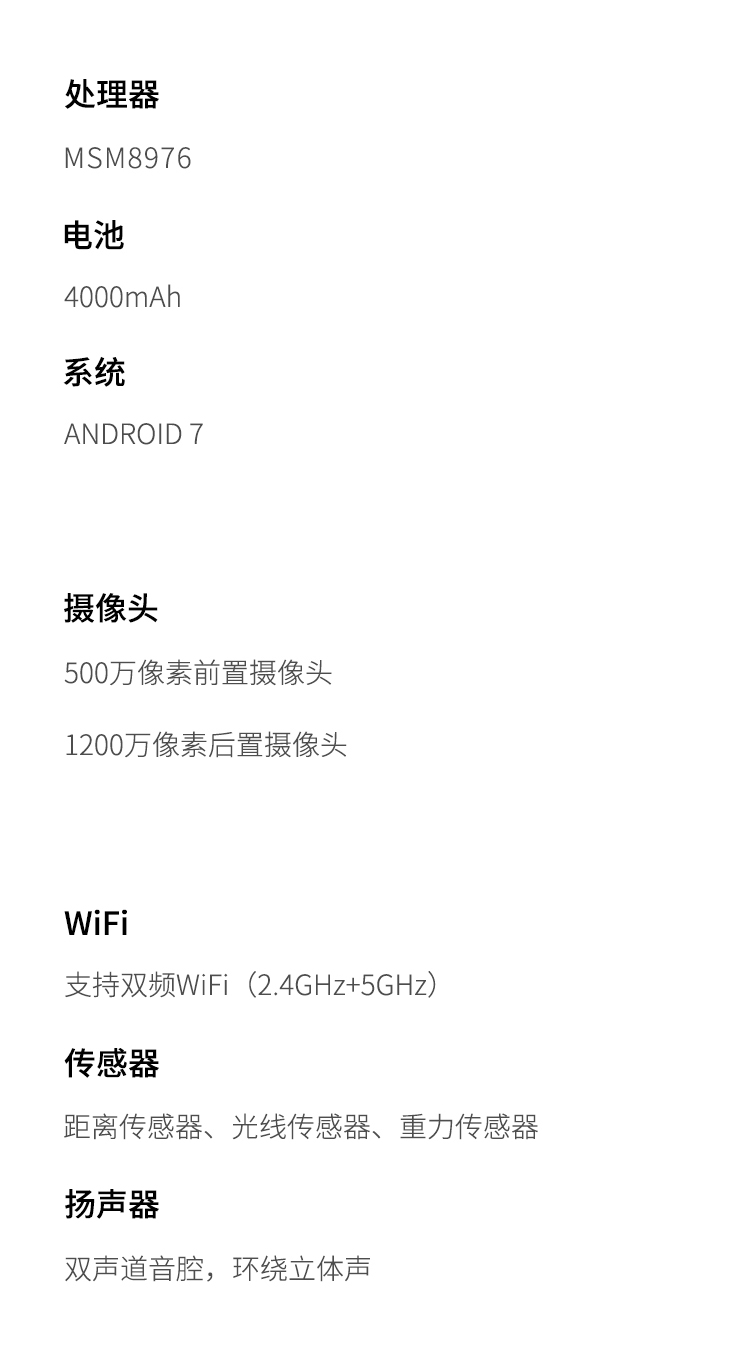 处理器
MSM8976
电池
4000mAh
系统
ANDROID 7
摄像头
500万像素前置摄像头
1200万像素后置摄像头
WiFi
支持双频WiFi（2.4GHz+5GHz）
传感器
距离传感器、光线传感器、重力传感器
扬声器
双声道音腔，环绕立体声